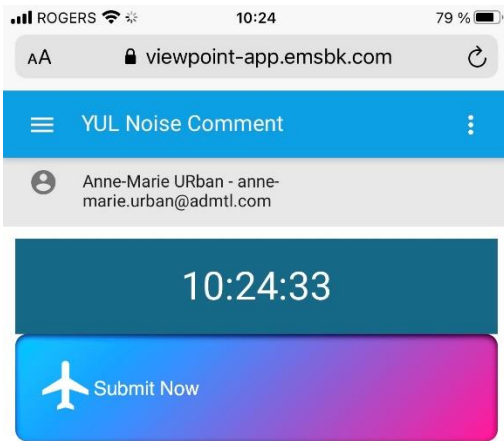 ROGERS 10:24 79 %
AA viewpoint-app.emsbk.com
YUL Noise Comment
Anne-Marie URban - anne-
marie.urban@admtl.com
10:24:33
Submit Now